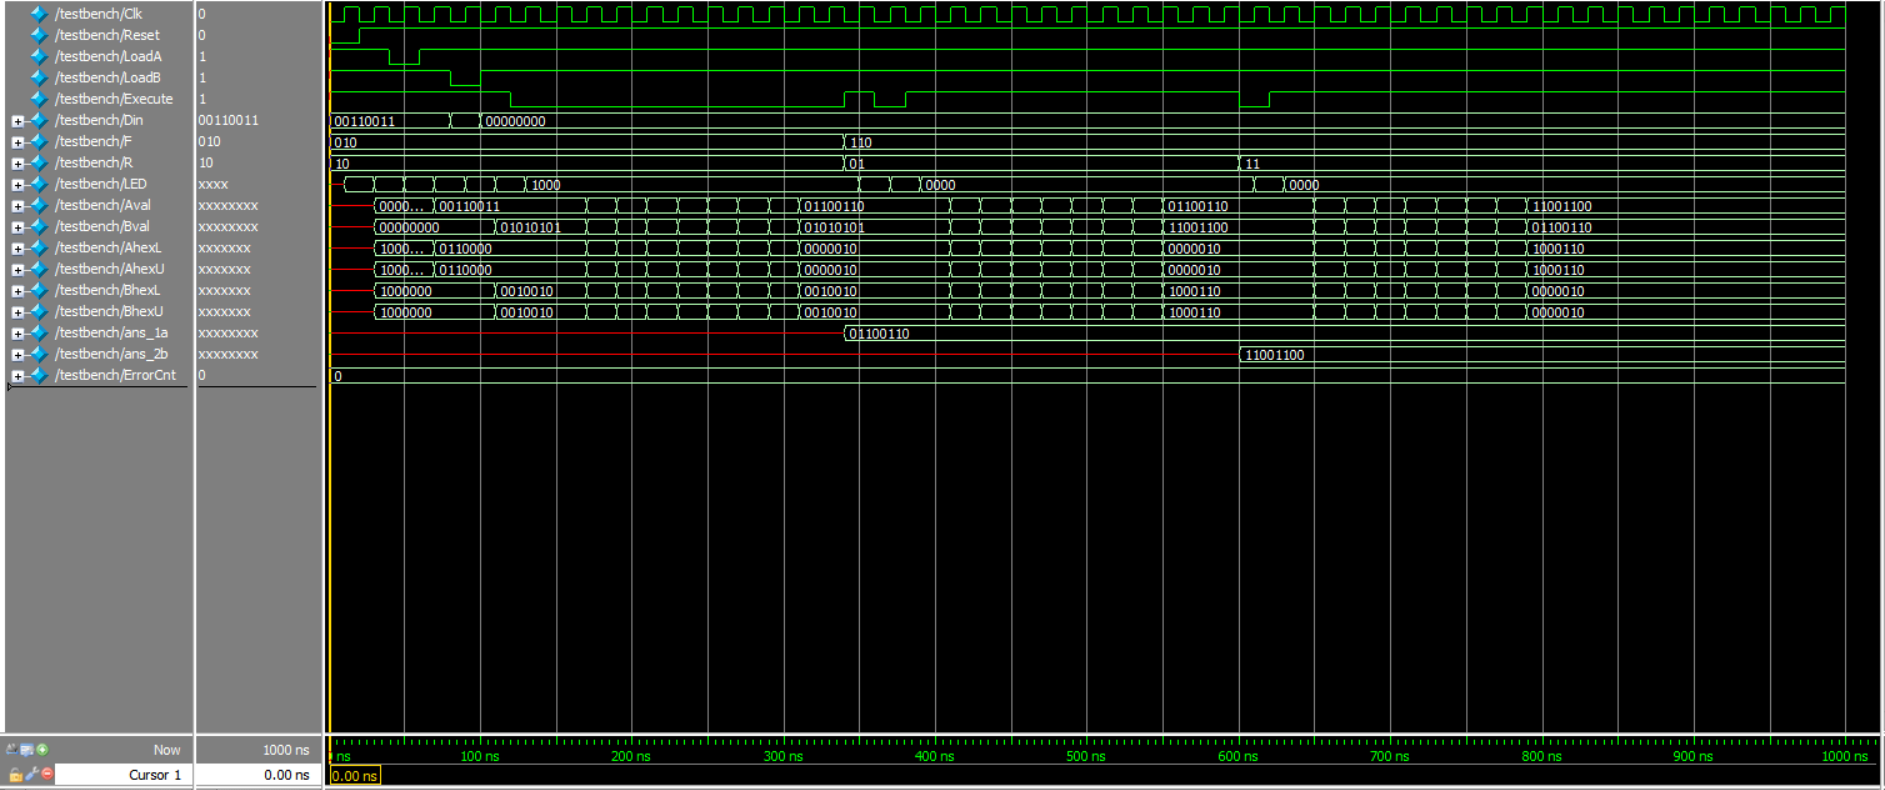 /testbench/Clk 0
/testbench/Reset 0
/testbench/LoadA 1
/testbench/LoadB 1
/testbench/Execute 1
/testbench/Din 00110011 00110011 00000000
/testbench/F 010 010 110
/testbench/R 10 10 01 11
/testbench/LED xxxx 1000 0000 0000
/testbench/Aval xxxxxxxx 0000... 00110011 01100110 01100110 11001100
/testbench/Bval xxxxxxxx 00000000 01010101 01010101 11001100 01100110
/testbench/AhexL xxxxxxx 1000... 0110000 0000010 0000010 1000110
/testbench/AhexU xxxxxxx 1000... 0110000 0000010 0000010 1000110
/testbench/BhexL xxxxxxx 1000000 0010010 0010010 1000110 0000010
/testbench/BhexU xxxxxxx 1000000 0010010 0010010 1000110 0000010
/testbench/ans_1a xxxxxxxx 01100110
/testbench/ans_2b xxxxxxxx 11001100
/testbench/ErrorCnt 0 0
Now 1000 ns ns 100 ns 200 ns 300 ns 400 ns 500 ns 600 ns 700 ns 800 ns 900 ns 1000 ns
Cursor 1 0.00 ns 0.00 ns